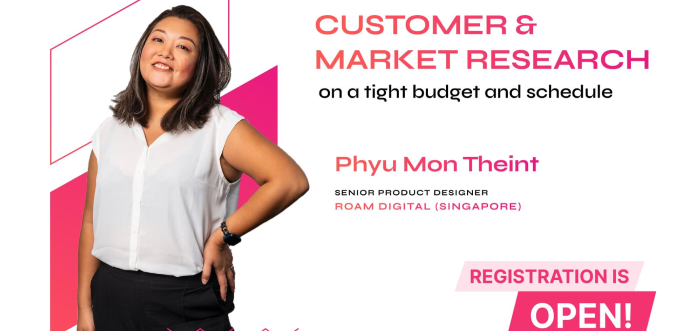 CUSTOMER &
MARKET RESEARCH
on a tight budget and schedule
Phyu Mon Theint
SENIOR PRODUCT DESIGNER
ROAM DIGITAL (SINGAPORE)
REGISTRATION IS
OPEN!